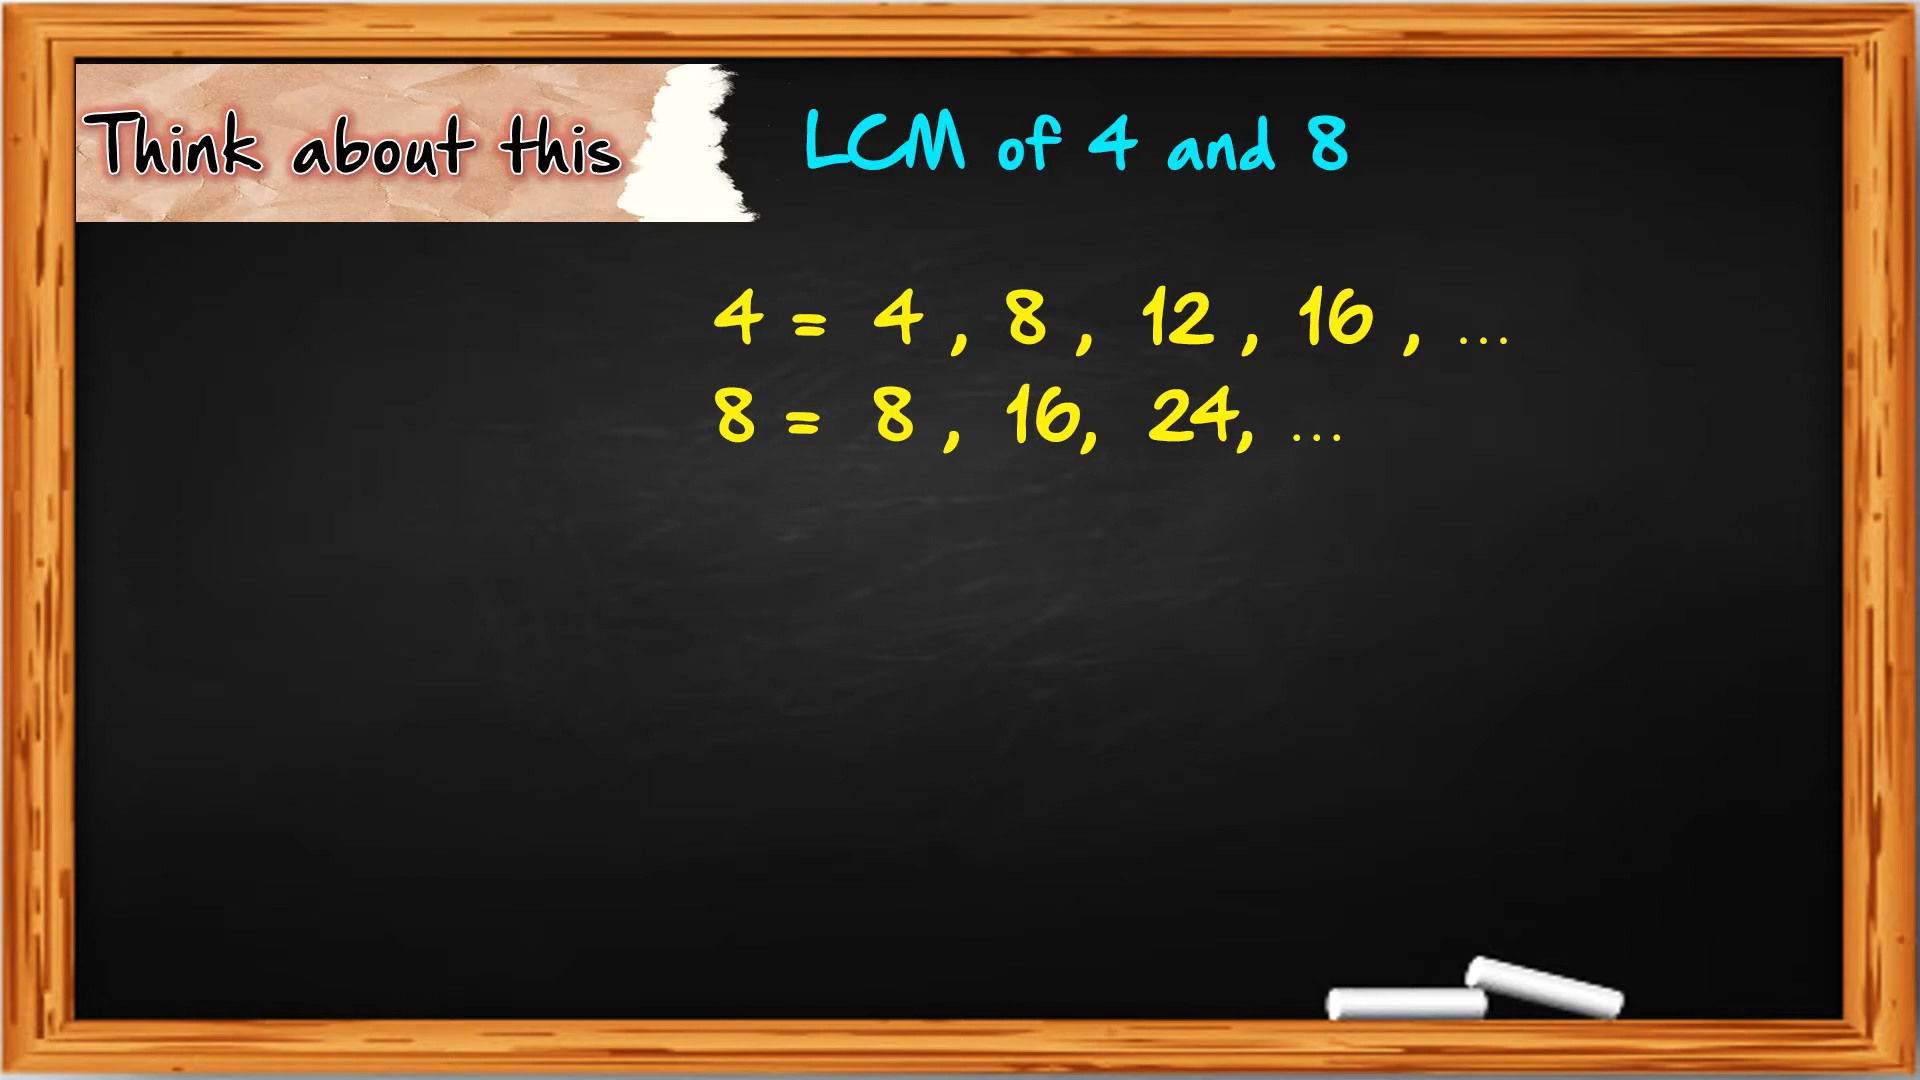 Think about this
LCM of 4 and 8
4 = 4 , 8 , 12 , 16 , ...
8 = 8 , 16, 24, ...